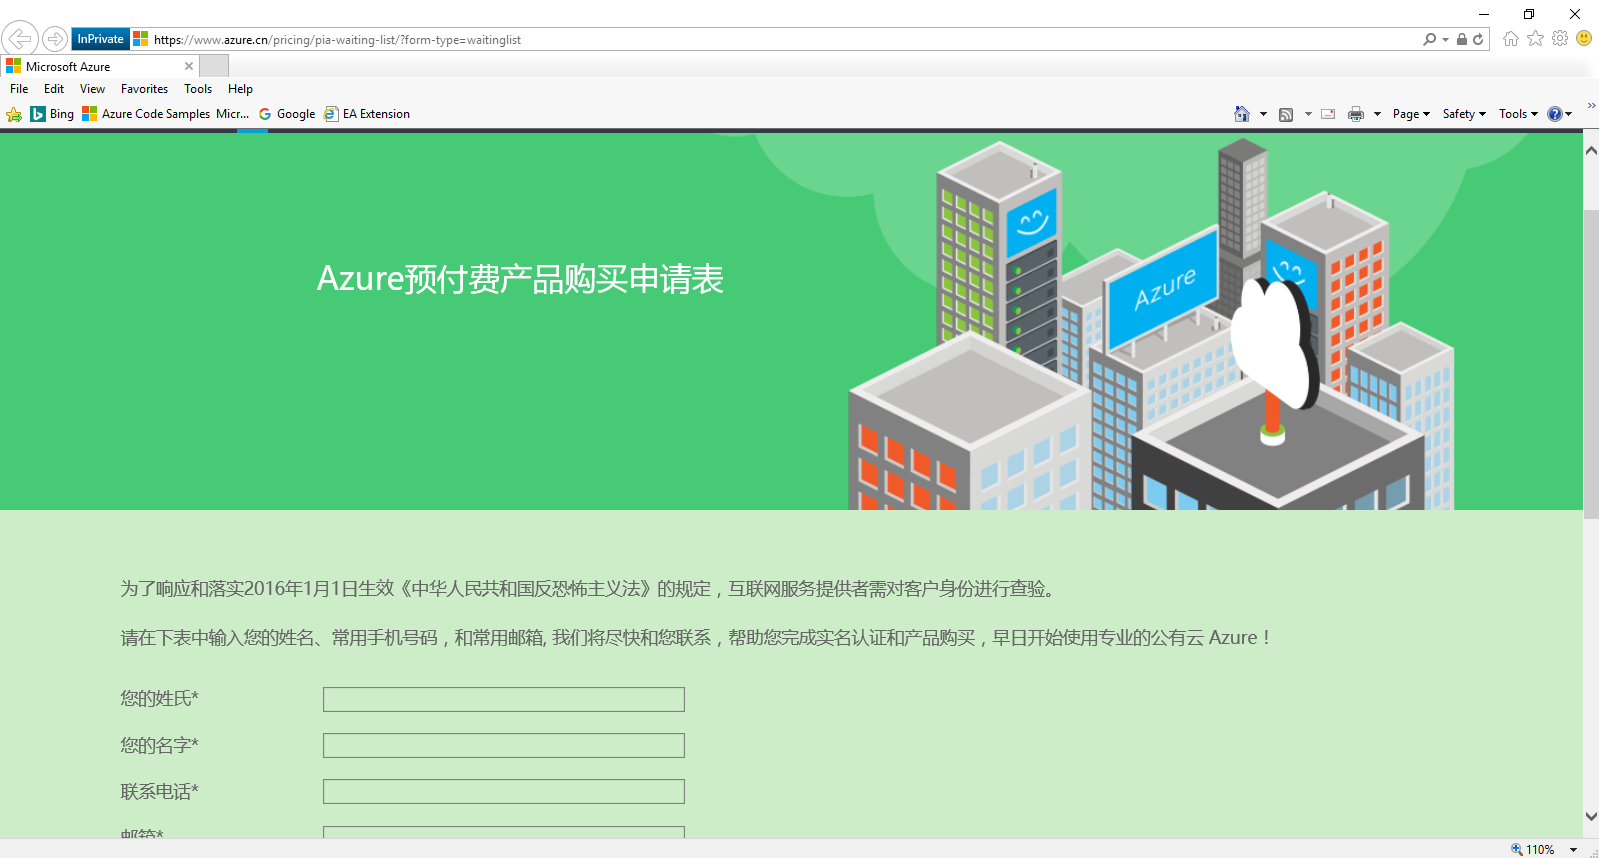 InPrivate https://www.azure.cn/pricing/pia-waiting-list/?form-type=waitinglist
Microsoft Azure
File Edit View Favorites Tools Help
Bing Azure Code Samples Micr... Google EA Extension Page Safety Tools
Azure预付费产品购买申请表
Azure
为了响应和落实2016年1月1日生效《中华人民共和国反恐怖主义法》的规定，互联网服务提供者需对客户身份进行查验。
请在下表中输入您的姓名、常用手机号码，和常用邮箱, 我们将尽快和您联系，帮助您完成实名认证和产品购买，早日开始使用专业的公有云 Azure！
您的姓氏*
您的名字*
联系电话*
邮箱*
110%